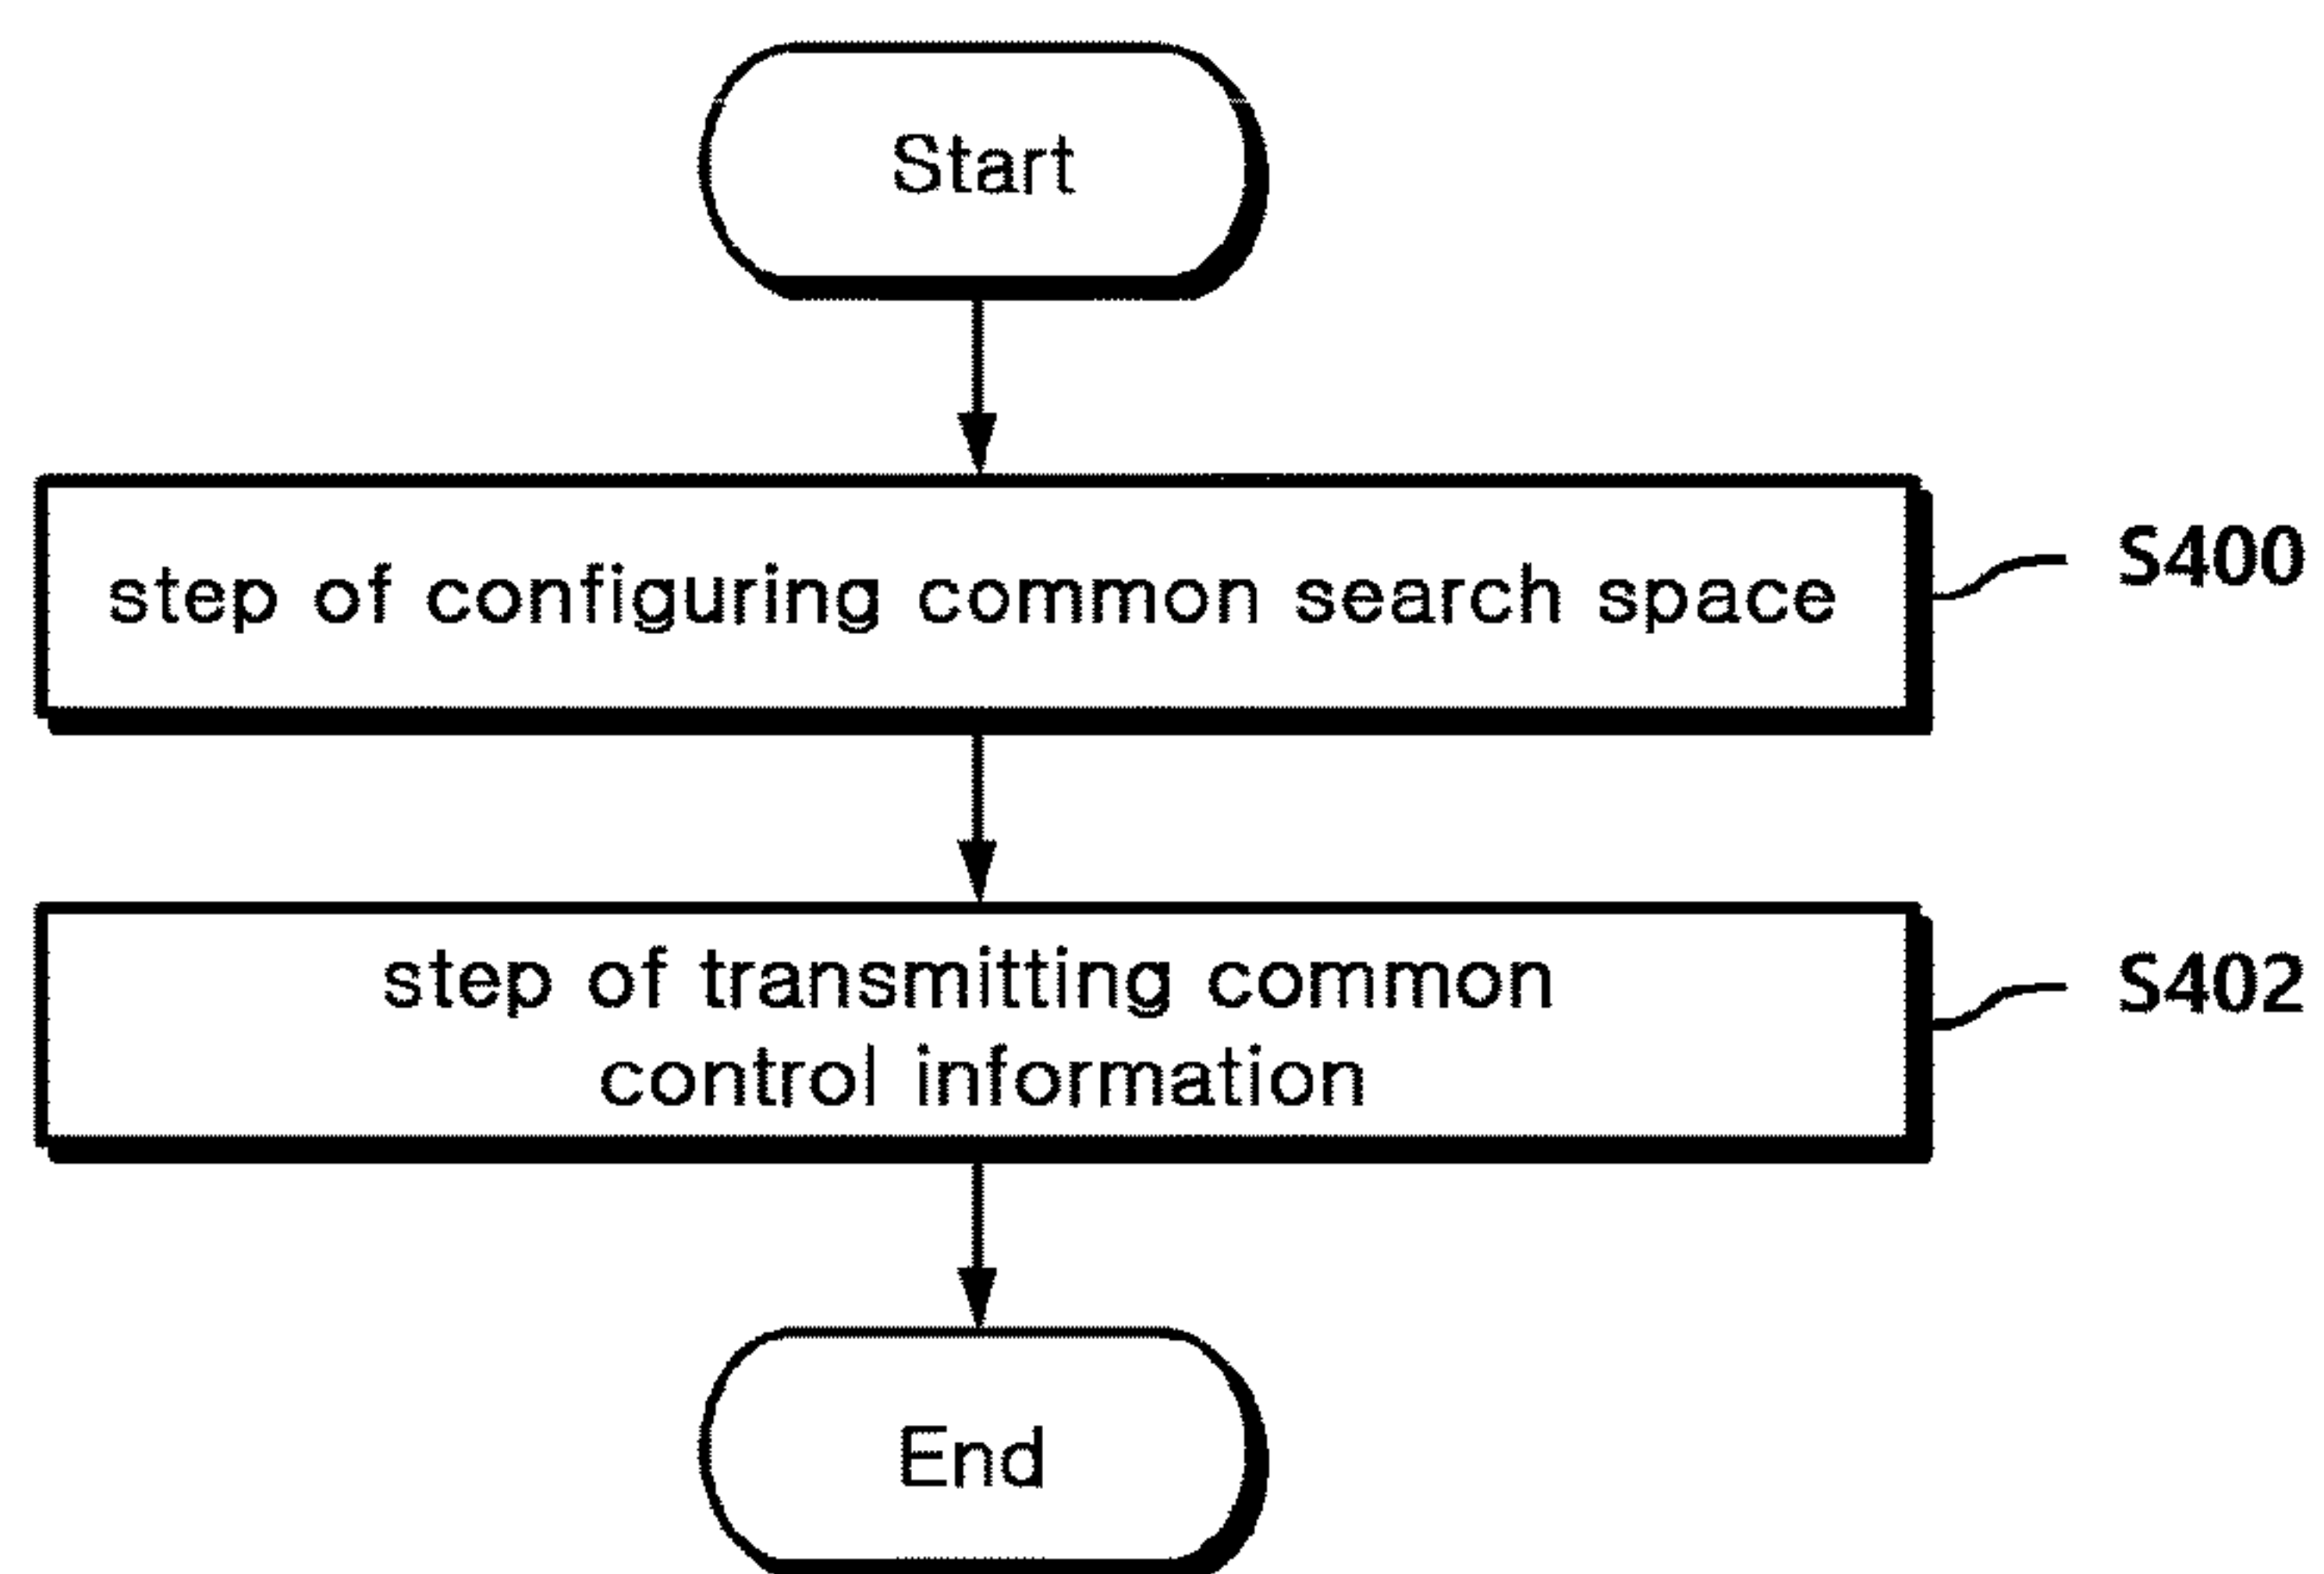 Start
step of configuring common search space
S400
step of transmitting common
control information
S402
End